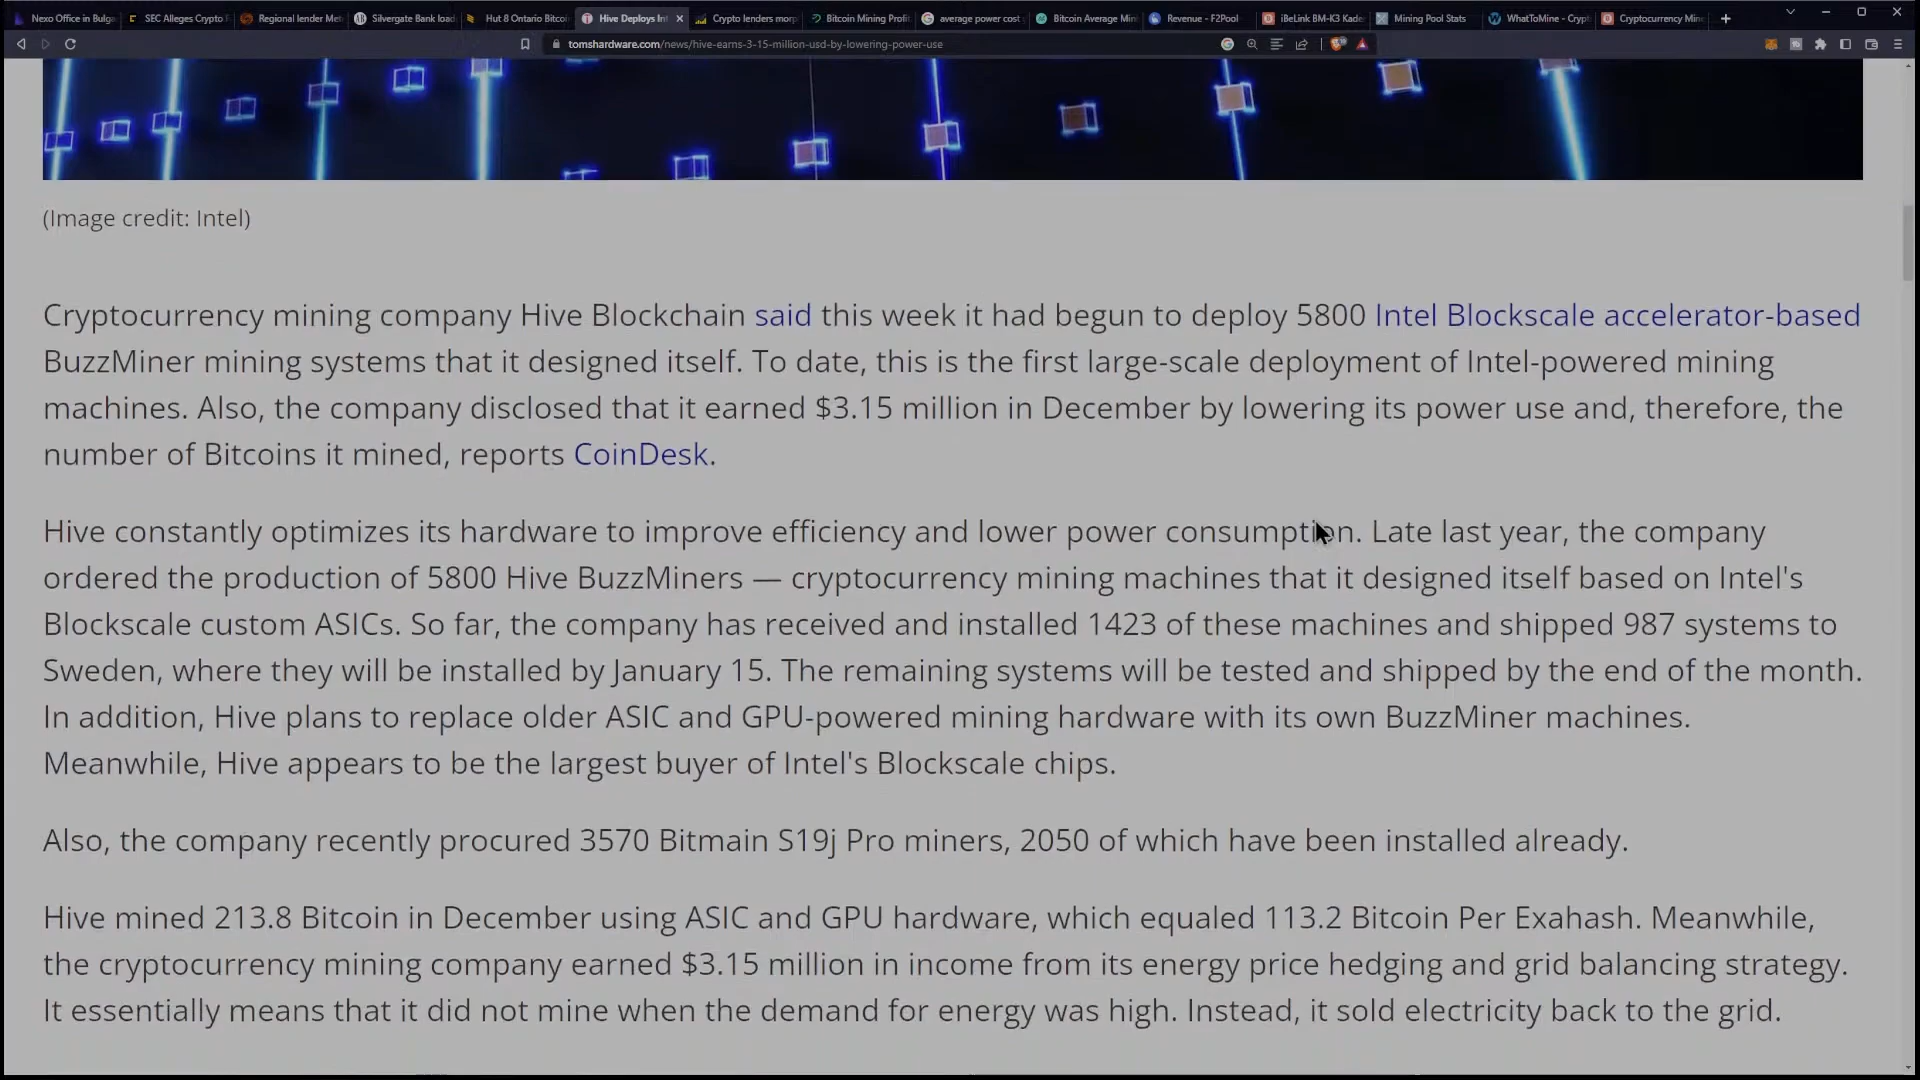 Nexo Office in Bulga
SEC Alleges Crypto F
Regional lender Met
Silvergate Bank load
Hut 8 Ontario Bitcoin
Hive Deploys Int
Crypto lenders morp
Bitcoin Mining Profit
average power cost
Bitcoin Average Min
Revenue - F2Pool
iBeLink BM-K3 Kade
Mining Pool Stats
WhatToMine - Crypt
Cryptocurrency Min
tomshardware.com/news/hive-earns-3-15-million-usd-by-lowering-power-use
(Image credit: Intel)
Cryptocurrency mining company Hive Blockchain said this week it had begun to deploy 5800 Intel Blockscale accelerator-based
BuzzMiner mining systems that it designed itself. To date, this is the first large-scale deployment of Intel-powered mining
machines. Also, the company disclosed that it earned $3.15 million in December by lowering its power use and, therefore, the
number of Bitcoins it mined, reports CoinDesk.
Hive constantly optimizes its hardware to improve efficiency and lower power consumption. Late last year, the company
ordered the production of 5800 Hive BuzzMiners — cryptocurrency mining machines that it designed itself based on Intel's
Blockscale custom ASICs. So far, the company has received and installed 1423 of these machines and shipped 987 systems to
Sweden, where they will be installed by January 15. The remaining systems will be tested and shipped by the end of the month.
In addition, Hive plans to replace older ASIC and GPU-powered mining hardware with its own BuzzMiner machines.
Meanwhile, Hive appears to be the largest buyer of Intel's Blockscale chips.
Also, the company recently procured 3570 Bitmain S19j Pro miners, 2050 of which have been installed already.
Hive mined 213.8 Bitcoin in December using ASIC and GPU hardware, which equaled 113.2 Bitcoin Per Exahash. Meanwhile,
the cryptocurrency mining company earned $3.15 million in income from its energy price hedging and grid balancing strategy.
It essentially means that it did not mine when the demand for energy was high. Instead, it sold electricity back to the grid.